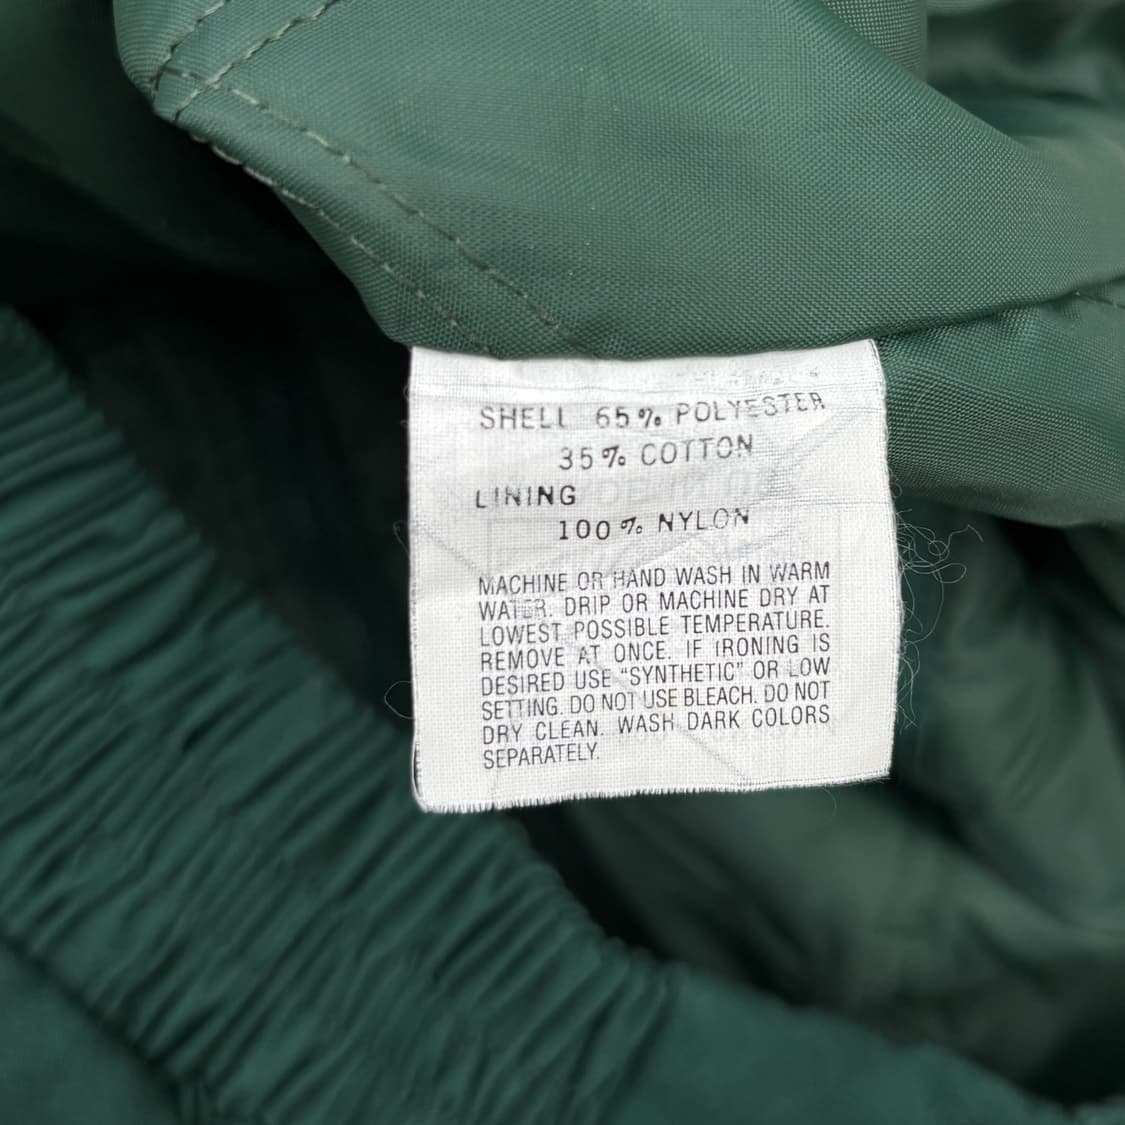 SHELL 65% POLYESTER
35% COTTON
LINING
100% NYLON
MACHINE OR HAND WASH IN WARM
WATER. DRIP OR MACHINE DRY AT
LOWEST POSSIBLE TEMPERATURE.
REMOVE AT ONCE. IF IRONING IS
DESIRED USE "SYNTHETIC" OR LOW
SETTING. DO NOT USE BLEACH. DO NOT
DRY CLEAN. WASH DARK COLORS
SEPARATELY.